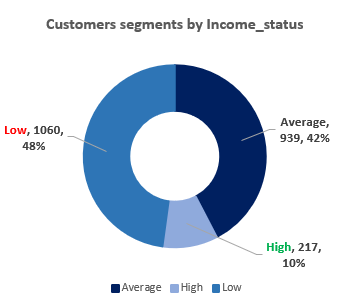 Customers segments by Income_status
Low, 1060,
48%
Average,
939, 42%
High, 217,
10%
Average High Low